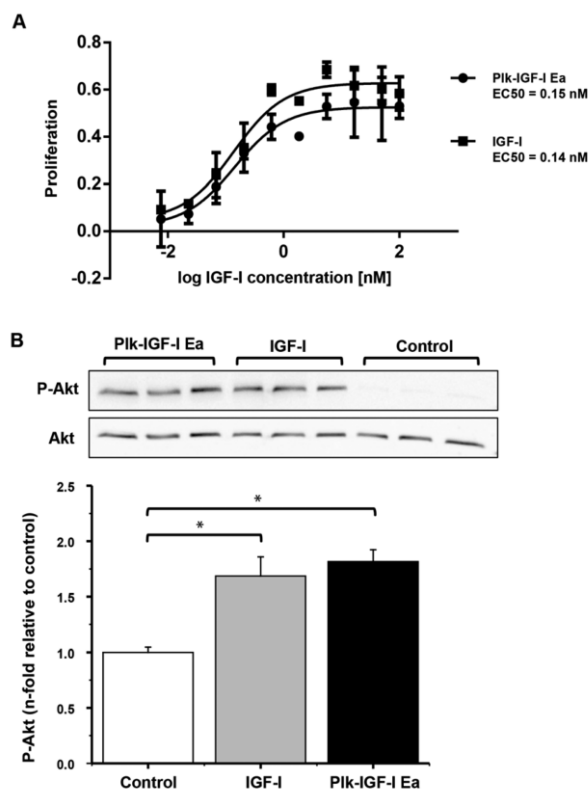 A
Proliferation
0.8
0.6
0.4
0.2
0.0
-0.2
-2
0
2
log IGF-I concentration [nM]
Plk-IGF-I Ea
EC50 = 0.15 nM
IGF-I
EC50 = 0.14 nM
B
Plk-IGF-I Ea IGF-I Control
P-Akt
Akt
P-Akt (n-fold relative to control)
2.5
2.0
1.5
1.0
0.5
0.0
*
*
Control IGF-I Plk-IGF-I Ea